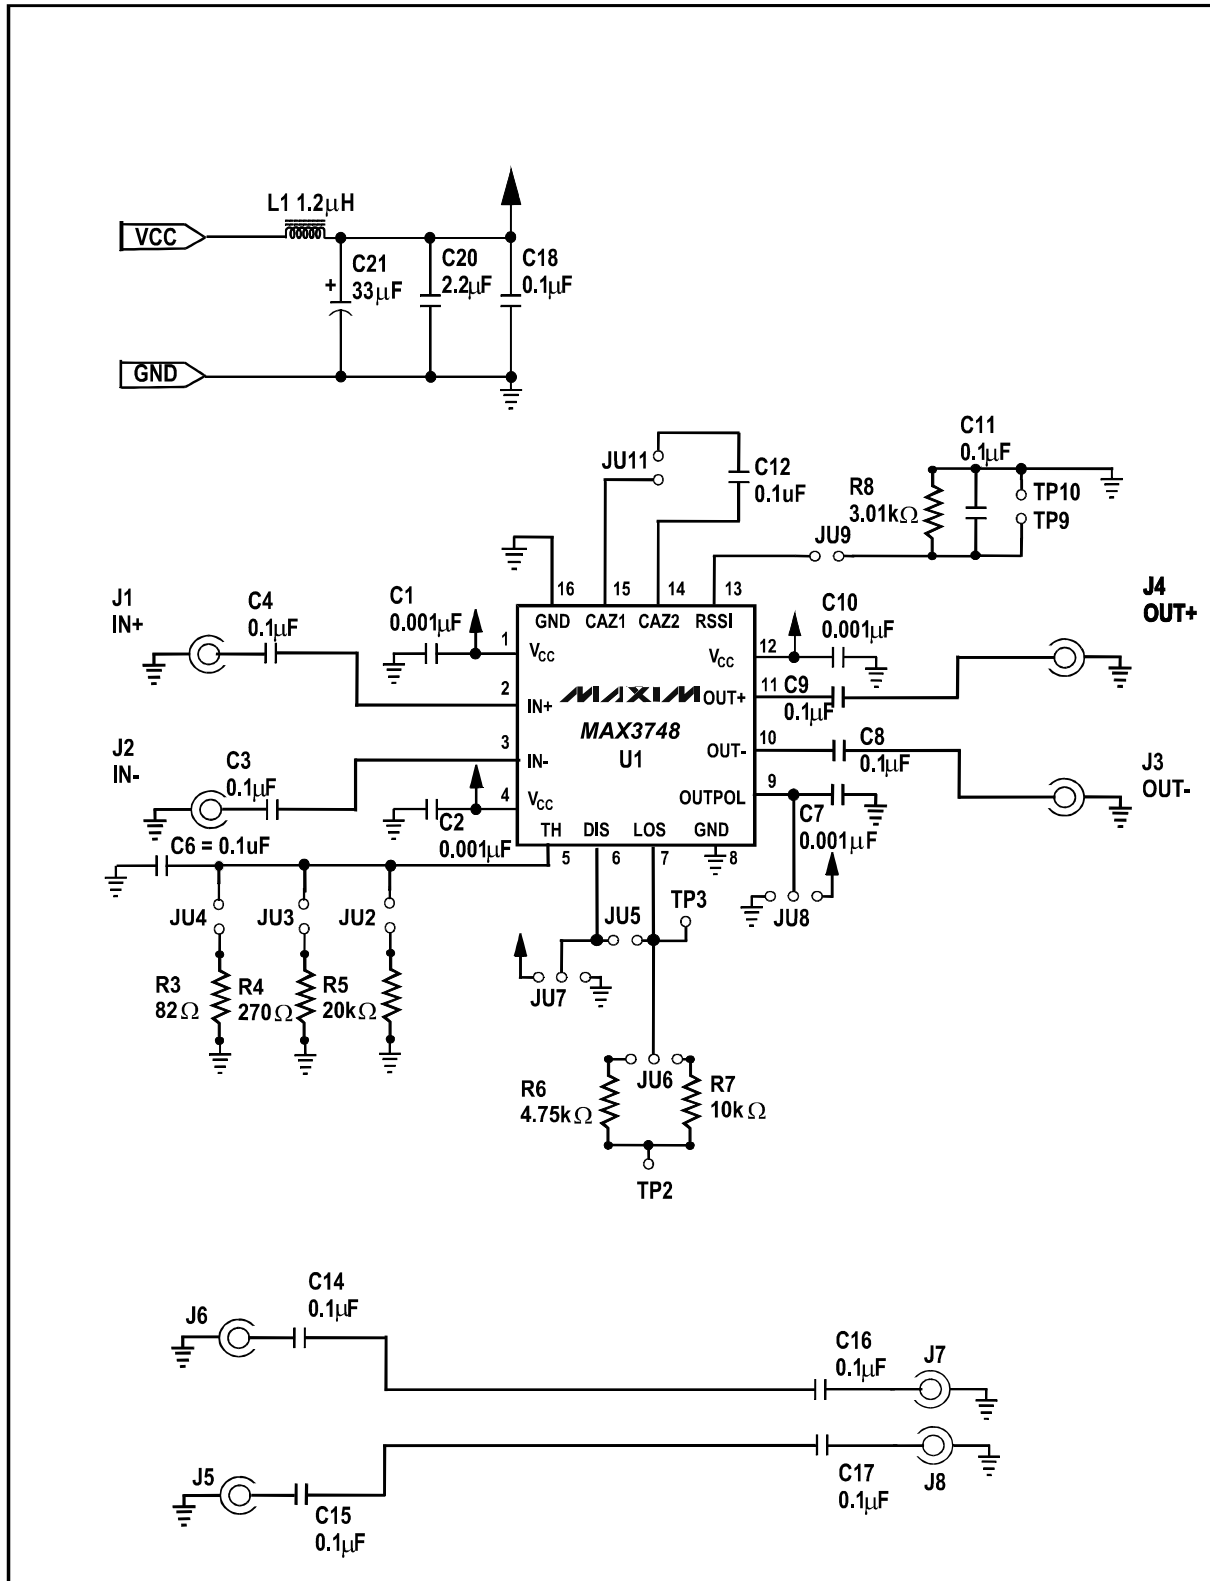 L1 1.2μH
VCC
C21
33μF
+
C20
2.2μF
C18
0.1μF
GND
JU11
C12
0.1uF
C11
0.1μF
R8
3.01kΩ
TP10
TP9
JU9
16
15
14
13
J1
IN+
C4
0.1μF
C1
0.001μF
1
GND
CAZ1
CAZ2
RSSI
VCC
VCC
12
C10
0.001μF
J4
OUT+
2
IN+
MAXIM
OUT+
11
C9
0.1μF
MAX3748
U1
J2
IN-
C3
0.1μF
3
IN-
OUT-
10
C8
0.1μF
J3
OUT-
4
VCC
OUTPOL
9
C7
0.001μF
C2
0.001μF
TH
DIS
LOS
GND
5
6
7
8
C6 = 0.1uF
JU4
JU3
JU2
JU5
TP3
JU8
JU7
R3
82Ω
R4
270Ω
R5
20kΩ
JU6
R6
4.75kΩ
R7
10kΩ
TP2
J6
C14
0.1μF
C16
0.1μF
J7
J5
C15
0.1μF
C17
0.1μF
J8